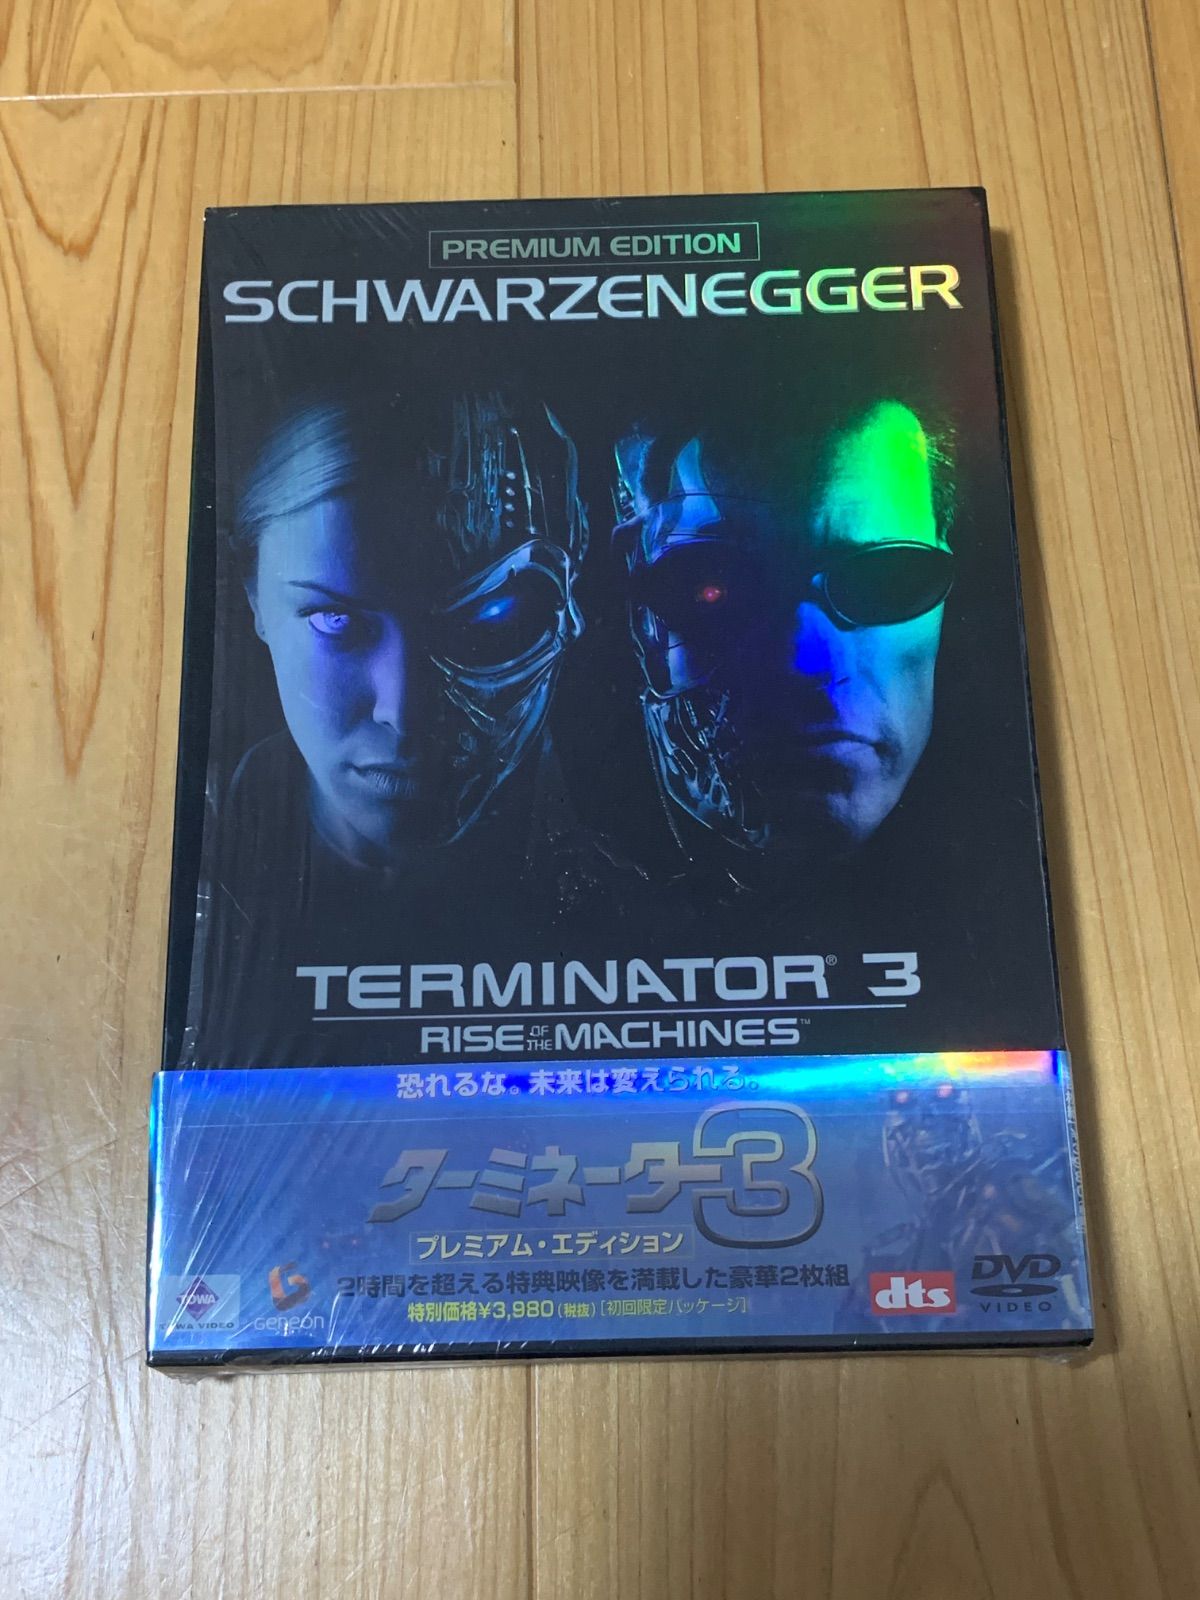 PREMIUM EDITION
SCHWARZENEGGER
TERMINATOR® 3
RISE OF THE MACHINES™
恐れるな。未来は変えられる。
ターミネーター3
プレミアム・エディション
2時間を超える特典映像を満載した豪華2枚組
特別価格¥3,980(税抜)[初回限定パッケージ]
TOWA
TOWA VIDEO
Geneon
dts
DVD
VIDEO